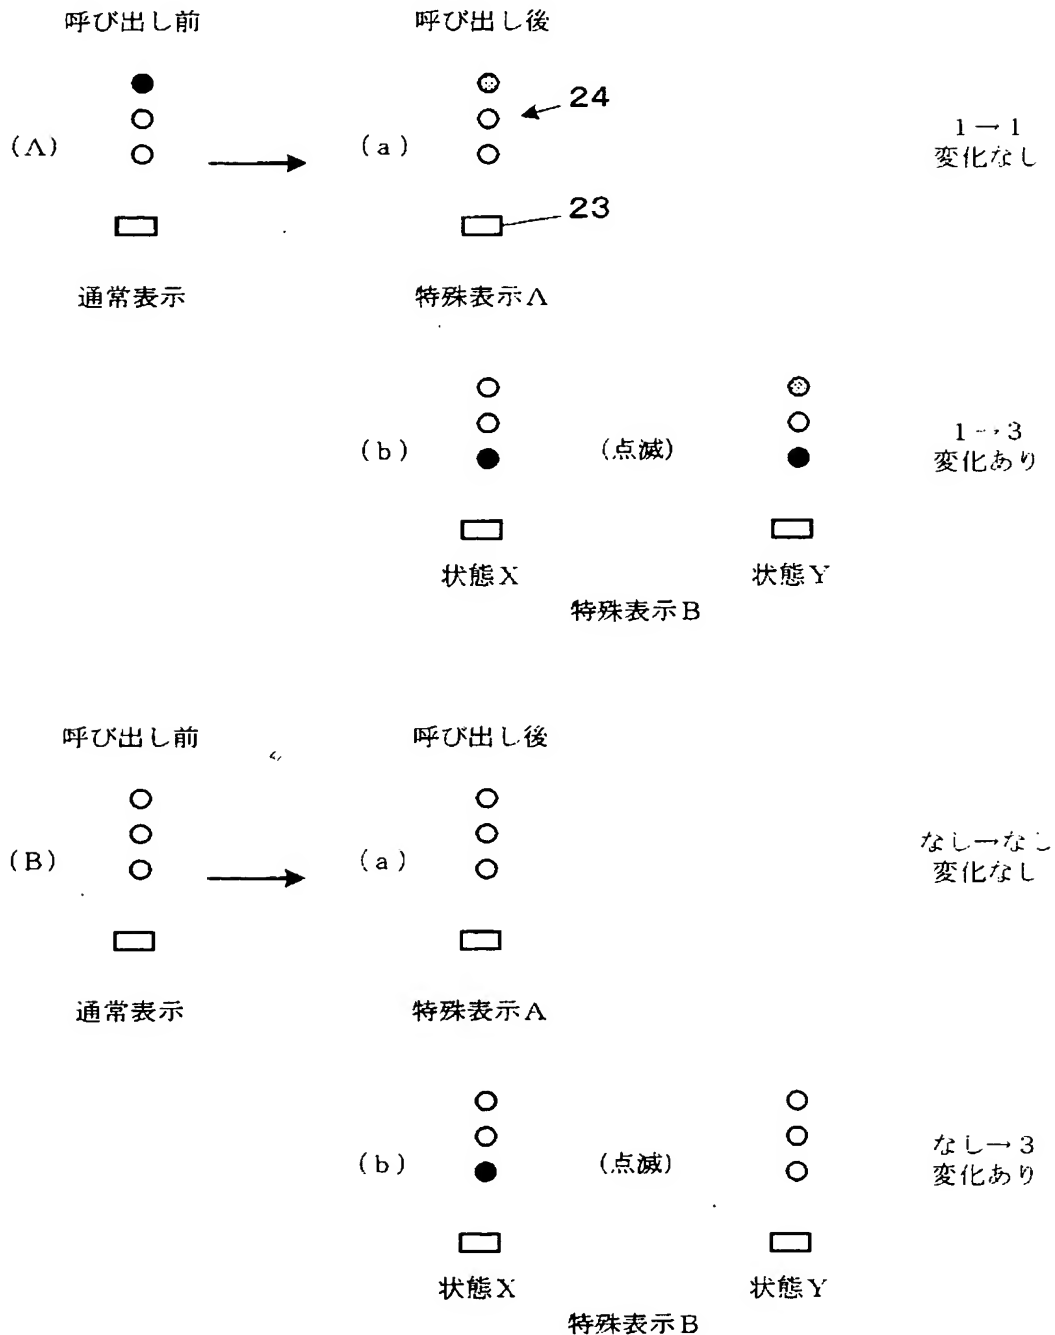 呼び出し前 呼び出し後
24
(A) (a) 1→1
変化なし
23
通常表示 特殊表示A
(b) (点滅) 1→3
変化あり
状態X 状態Y
特殊表示B
呼び出し前 呼び出し後
(B) (a) なし→なし
変化なし
通常表示 特殊表示A
(b) (点滅) なし→3
変化あり
状態X 状態Y
特殊表示B